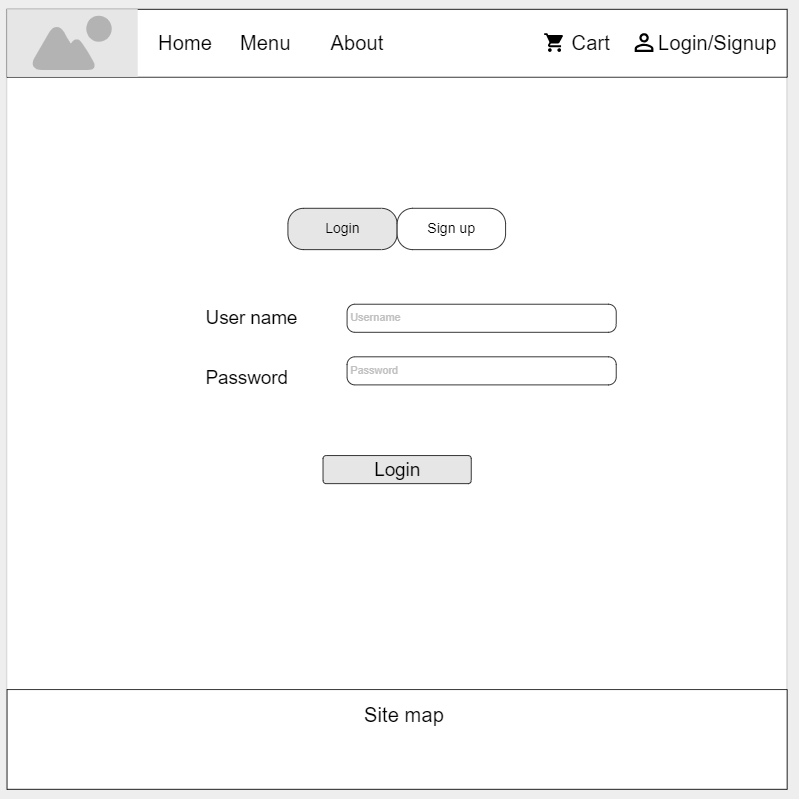 Home Menu About Cart Login/Signup
Login Sign up
User name Username
Password Password
Login
Site map